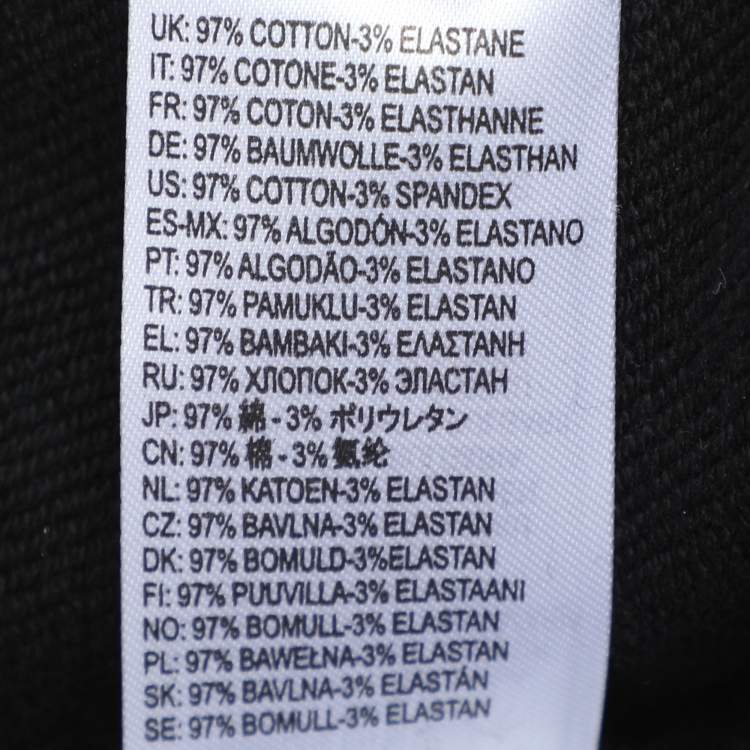 UK: 97% COTTON-3% ELASTANE
IT: 97% COTONE-3% ELASTAN
FR: 97% COTON-3% ELASTHANNE
DE: 97% BAUMWOLLE-3% ELASTHAN
US: 97% COTTON-3% SPANDEX
ES-MX: 97% ALGODÓN-3% ELASTANO
PT: 97% ALGODÃO-3% ELASTANO
TR: 97% PAMUKLU-3% ELASTAN
EL: 97% BAMBAKI-3% ΕΛΑΣΤΑΝΗ
RU: 97% ХЛОПОК-3% ЭЛАСТАН
JP: 97% 綿 - 3% ポリウレタン
CN: 97% 棉 - 3% 氨纶
NL: 97% KATOEN-3% ELASTAN
CZ: 97% BAVLNA-3% ELASTAN
DK: 97% BOMULD-3%ELASTAN
FI: 97% PUUVILLA-3% ELASTAANI
NO: 97% BOMULL-3% ELASTAN
PL: 97% BAWEŁNA-3% ELASTAN
SK: 97% BAVLNA-3% ELASTÁN
SE: 97% BOMULL-3% ELASTAN